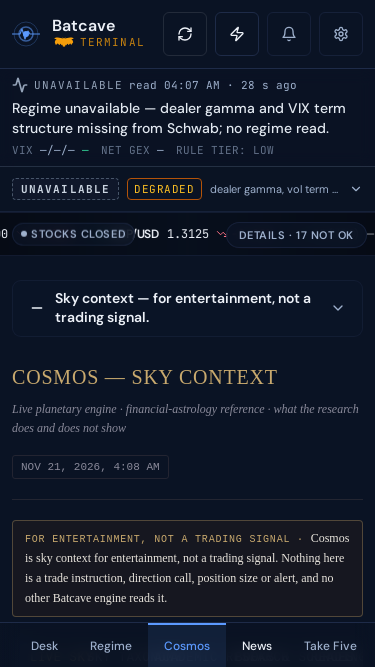 Batcave
TERMINAL
UNAVAILABLE read 04:07 AM · 28 s ago
Regime unavailable — dealer gamma and VIX term
structure missing from Schwab; no regime read.
VIX —/—/— — NET GEX — RULE TIER: LOW
UNAVAILABLE DEGRADED dealer gamma, vol term …
STOCKS CLOSED /USD 1.3125 DETAILS · 17 NOT OK
Sky context — for entertainment, not a
trading signal.
COSMOS — SKY CONTEXT
Live planetary engine · financial-astrology reference · what the research
does and does not show
NOV 21, 2026, 4:08 AM
FOR ENTERTAINMENT, NOT A TRADING SIGNAL · Cosmos
is sky context for entertainment, not a trading signal. Nothing here
is a trade instruction, direction call, position size or alert, and no
other Batcave engine reads it.
Desk Regime Cosmos News Take Five